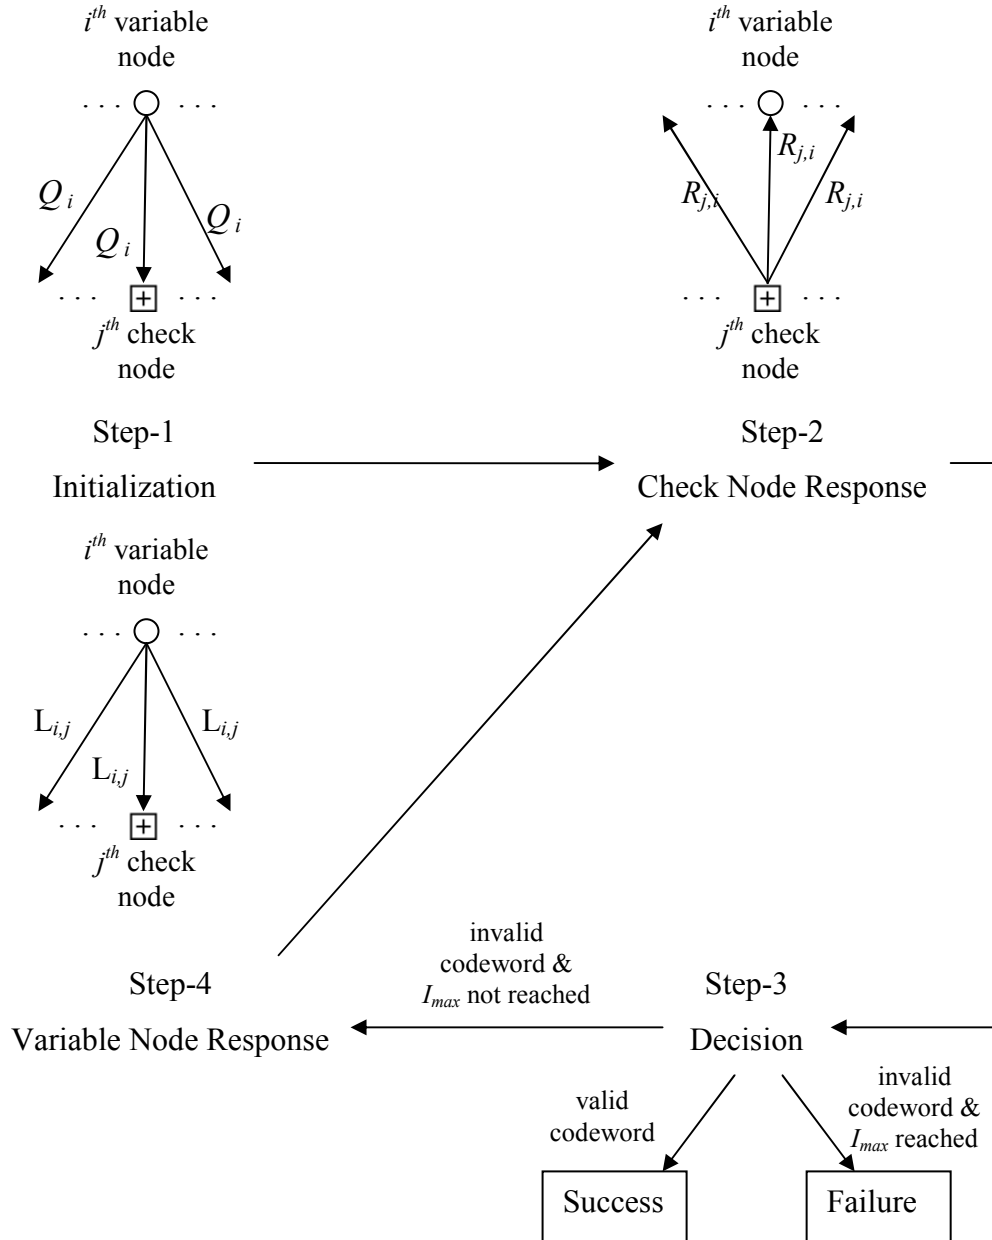 i^th variable
node
. . . . . .
Q_i
Q_i
Q_i
. . . + . . .
j^th check
node
Step-1
Initialization
i^th variable
node
. . . . . .
R_j,i
R_j,i
R_j,i
. . . + . . .
j^th check
node
Step-2
Check Node Response
i^th variable
node
. . . . . .
L_i,j
L_i,j
L_i,j
. . . + . . .
j^th check
node
Step-4
Variable Node Response
invalid
codeword &
I_max not reached
Step-3
Decision
valid
codeword
invalid
codeword &
I_max reached
Success
Failure